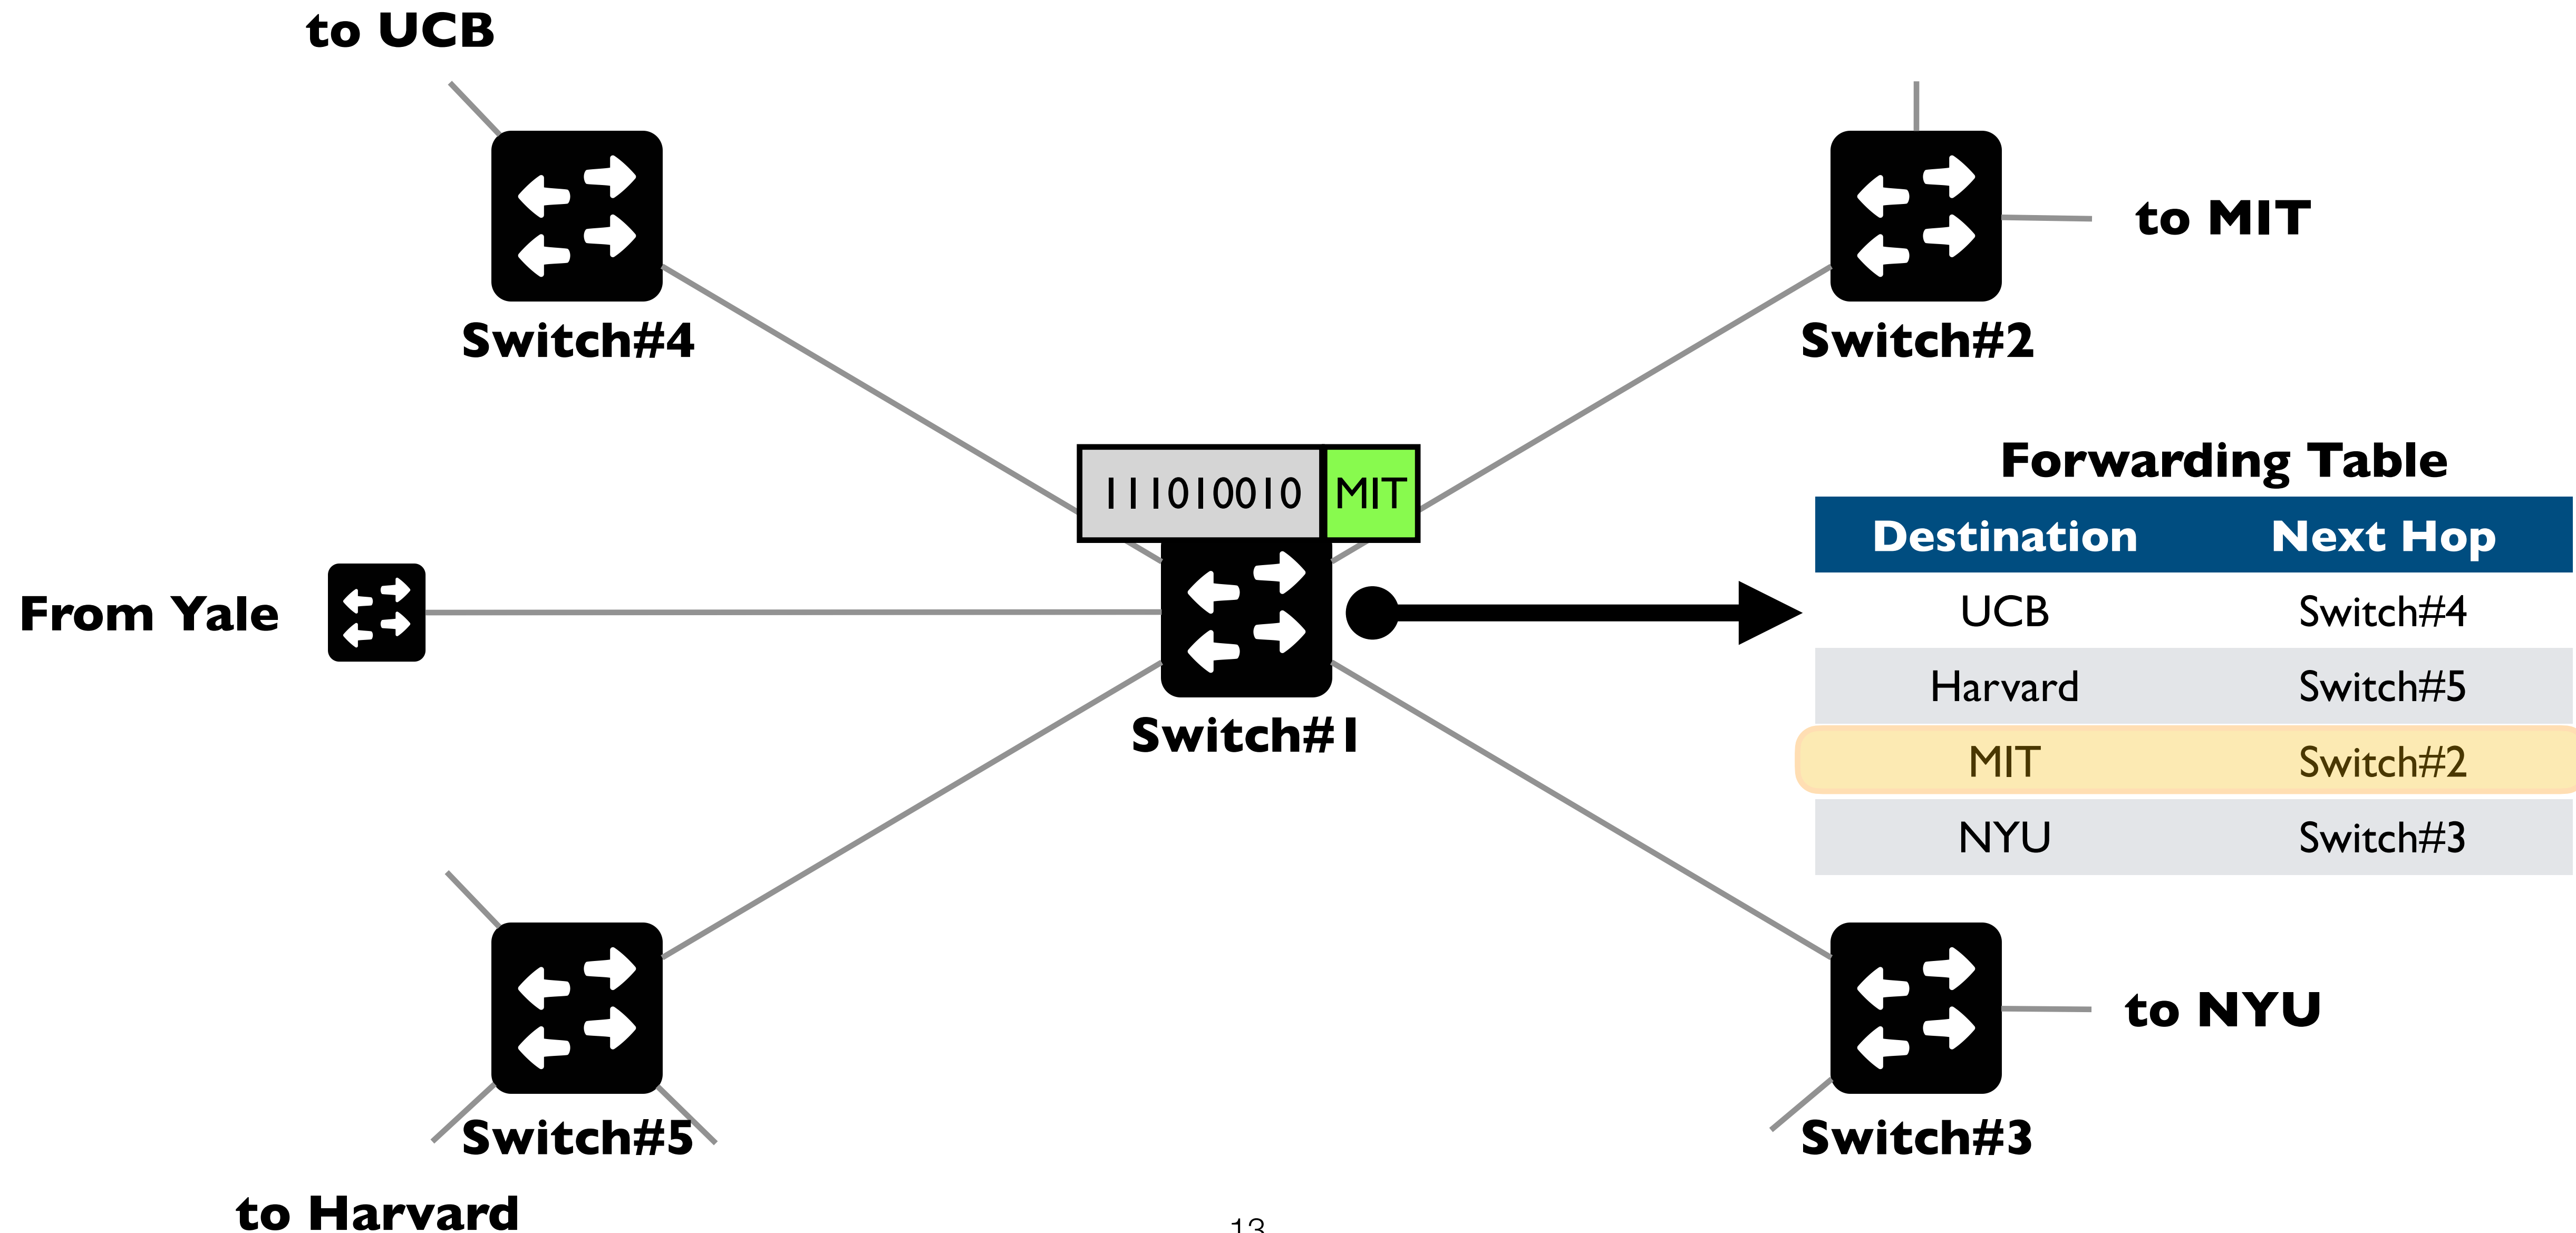 to UCB
Switch#4
to MIT
Switch#2
111010010 MIT
From Yale
Switch#1
Forwarding Table
Destination Next Hop
UCB Switch#4
Harvard Switch#5
MIT Switch#2
NYU Switch#3
Switch#5
to Harvard
to NYU
Switch#3
13